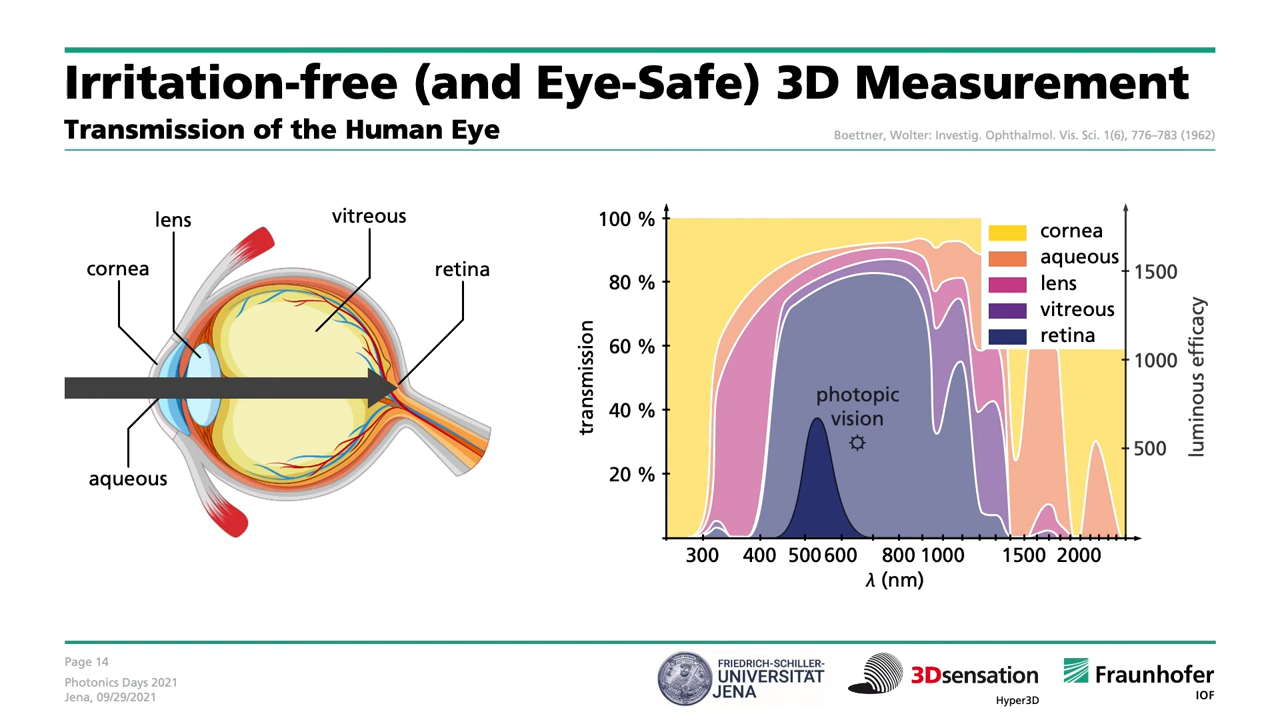 Irritation-free (and Eye-Safe) 3D Measurement
Transmission of the Human Eye
Boettner, Wolter: Investig. Ophthalmol. Vis. Sci. 1(6), 776–783 (1962)
lens
vitreous
cornea
retina
aqueous
100 %
80 %
60 %
40 %
20 %
transmission
cornea
aqueous
lens
vitreous
retina
1500
1000
500
luminous efficacy
photopic
vision
300 400 500 600 800 1000 1500 2000
λ (nm)
Page 14
Photonics Days 2021
Jena, 09/29/2021
FRIEDRICH-SCHILLER-
UNIVERSITÄT
JENA
3Dsensation
Hyper3D
Fraunhofer
IOF